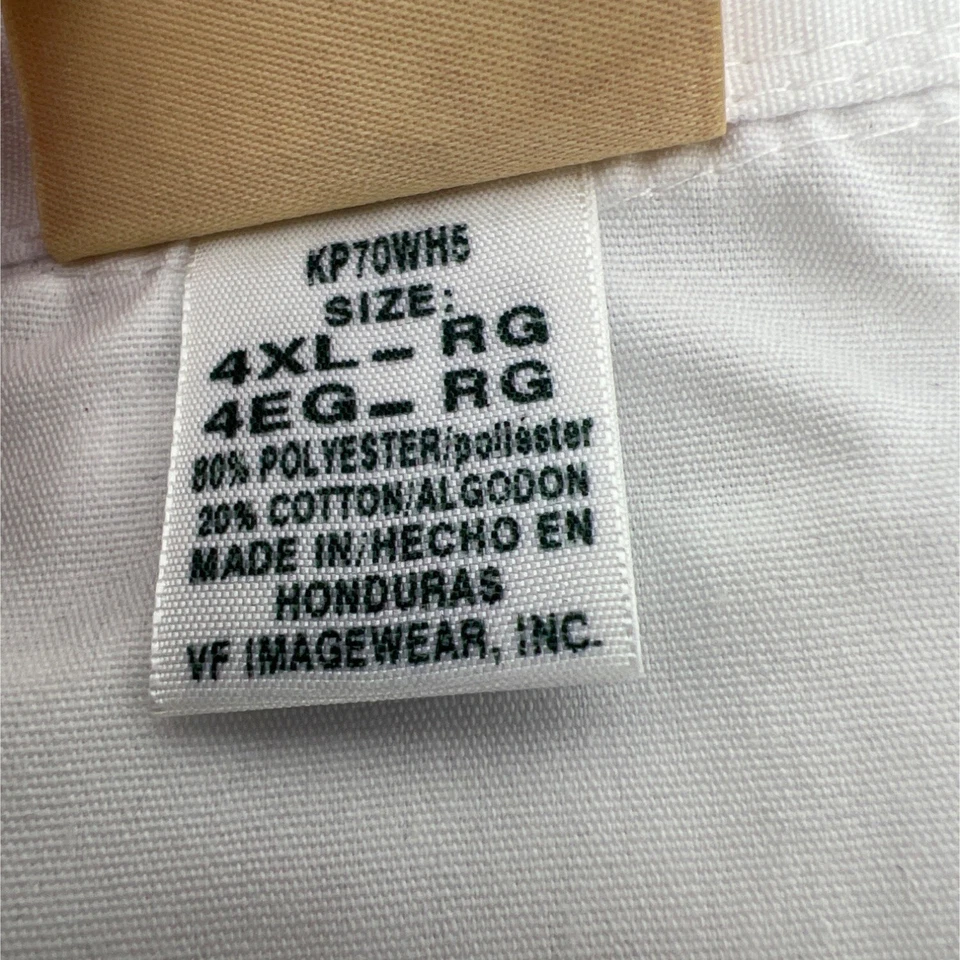 KP70WH5
SIZE:
4XL- RG
4EG- RG
80% POLYESTER/poliéster
20% COTTON/ALGODON
MADE IN/HECHO EN
HONDURAS
VF IMAGEWEAR, INC.